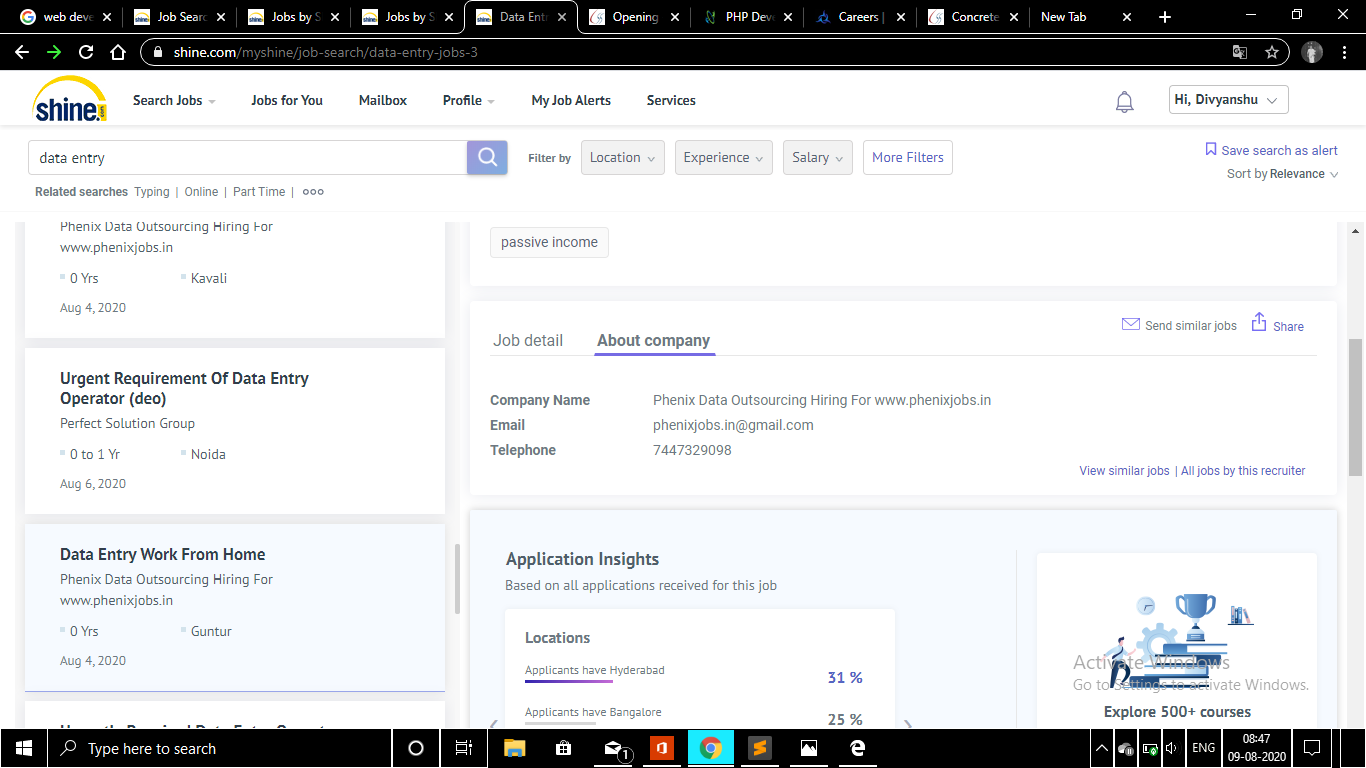 web deve
Job Searc
Jobs by S
Jobs by S
Data Entr
Opening
PHP Deve
Careers |
Concrete
New Tab
shine.com/myshine/job-search/data-entry-jobs-3
shine.com
Search Jobs
Jobs for You
Mailbox
Profile
My Job Alerts
Services
Hi, Divyanshu
data entry
Filter by
Location
Experience
Salary
More Filters
Save search as alert
Sort by Relevance
Related searches Typing | Online | Part Time | ooo
Phenix Data Outsourcing Hiring For
www.phenixjobs.in
0 Yrs
Kavali
Aug 4, 2020
Urgent Requirement Of Data Entry
Operator (deo)
Perfect Solution Group
0 to 1 Yr
Noida
Aug 6, 2020
Data Entry Work From Home
Phenix Data Outsourcing Hiring For
www.phenixjobs.in
0 Yrs
Guntur
Aug 4, 2020
passive income
Job detail
About company
Send similar jobs
Share
Company Name Phenix Data Outsourcing Hiring For www.phenixjobs.in
Email phenixjobs.in@gmail.com
Telephone 7447329098
View similar jobs | All jobs by this recruiter
Application Insights
Based on all applications received for this job
Locations
Applicants have Hyderabad
31 %
Applicants have Bangalore
25 %
Explore 500+ courses
Activate Windows
Go to Settings to activate Windows.
Type here to search
1
ENG
08:47
09-08-2020